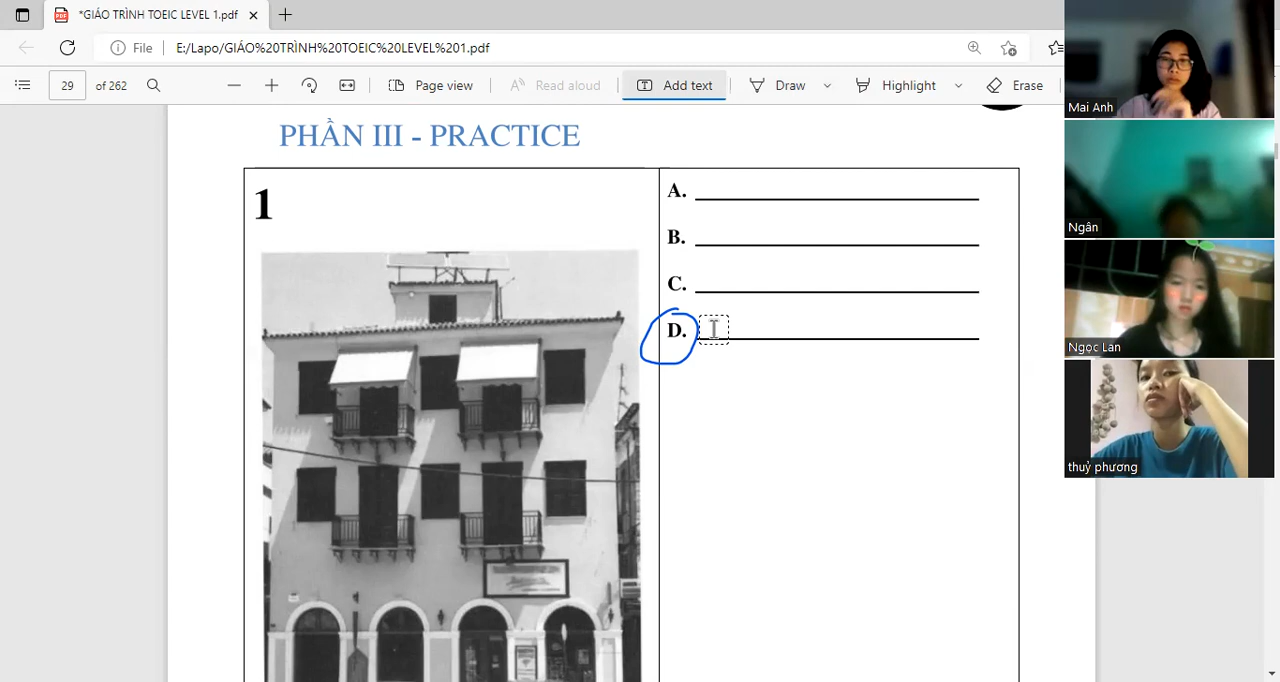 *GIÁO TRÌNH TOEIC LEVEL 1.pdf
File E:/Lapo/GIÁO%20TRÌNH%20TOEIC%20LEVEL%201.pdf
29 of 262 Page view Read aloud Add text Draw Highlight Erase
PHẦN III - PRACTICE
1
A.
B.
C.
D.
Mai Anh
Ngân
Ngọc Lan
thuỷ phương